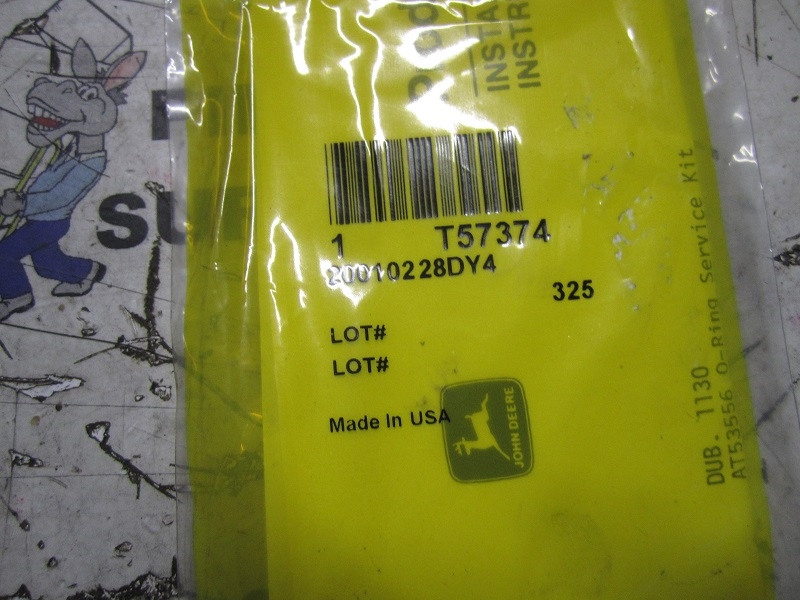 INSTA
INSTR
1 T57374
20010228DY4
325
LOT#
LOT#
Made In USA
JOHN DEERE
DUB. 1130
AT53556 O-Ring Service Kit
SU